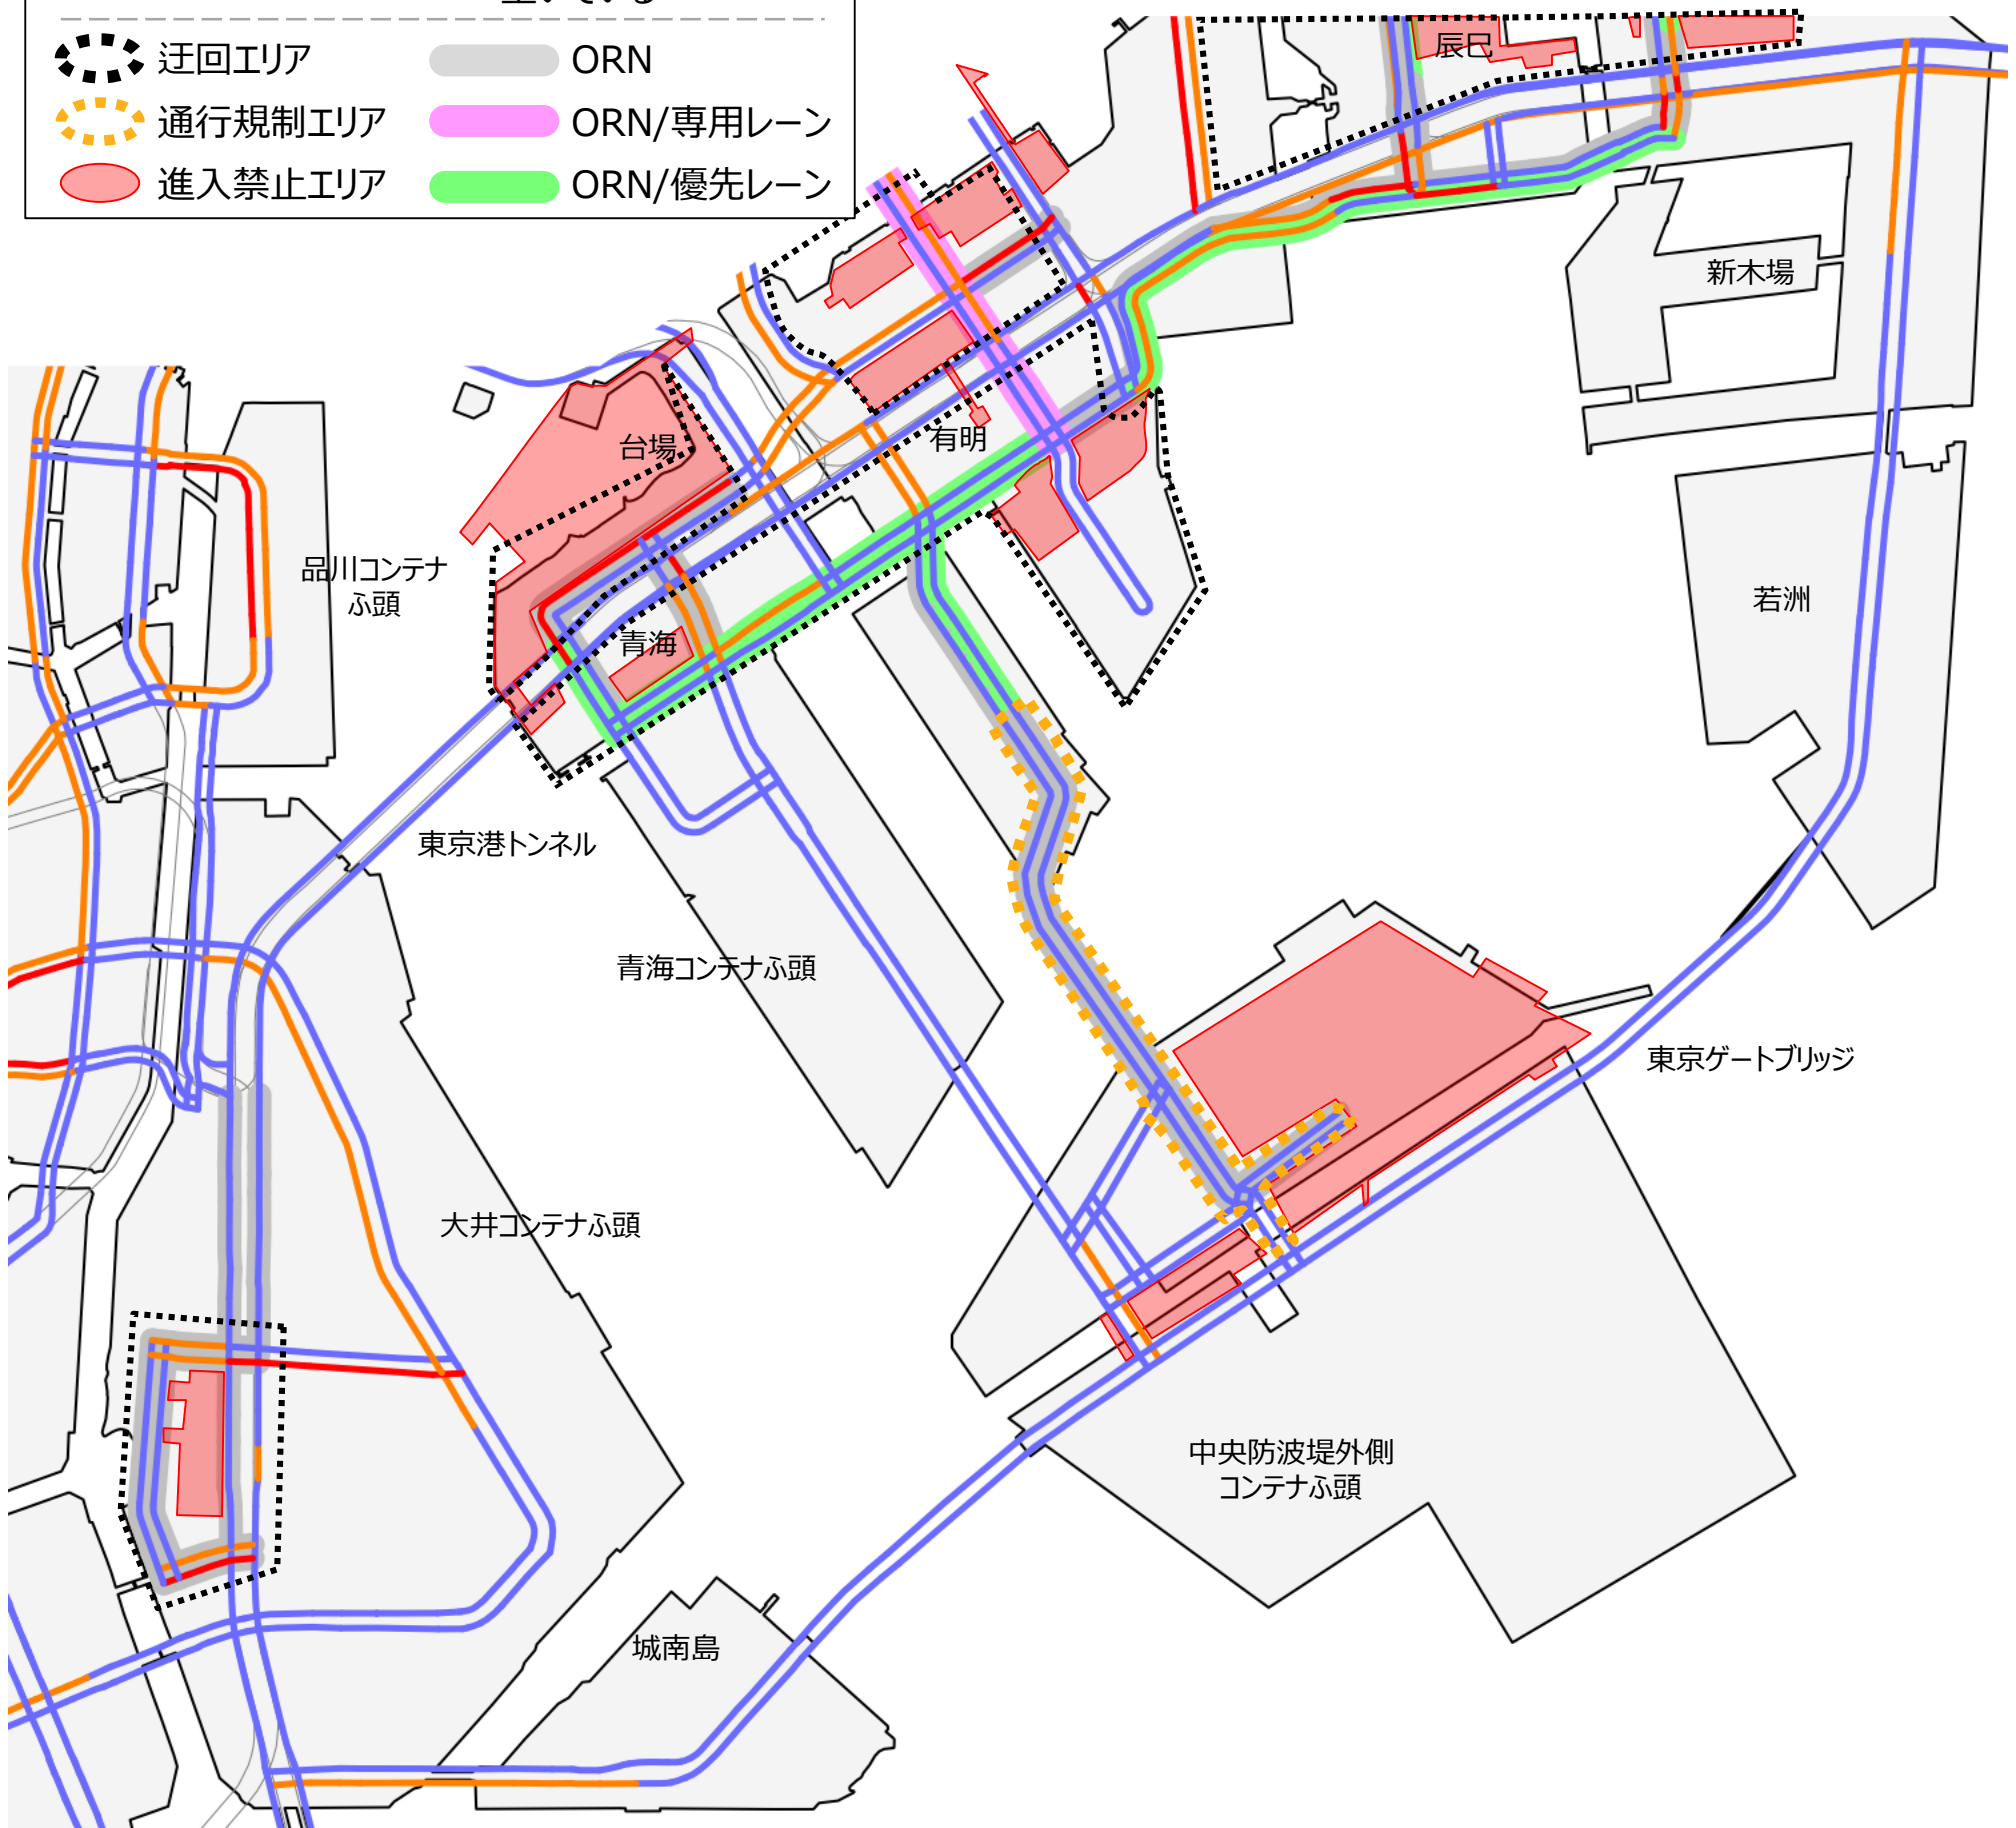 迂回エリア
ORN
通行規制エリア
ORN/専用レーン
進入禁止エリア
ORN/優先レーン
辰巳
新木場
有明
台場
品川コンテナ
ふ頭
青海
若洲
東京港トンネル
青海コンテナふ頭
東京ゲートブリッジ
大井コンテナふ頭
中央防波堤外側
コンテナふ頭
城南島